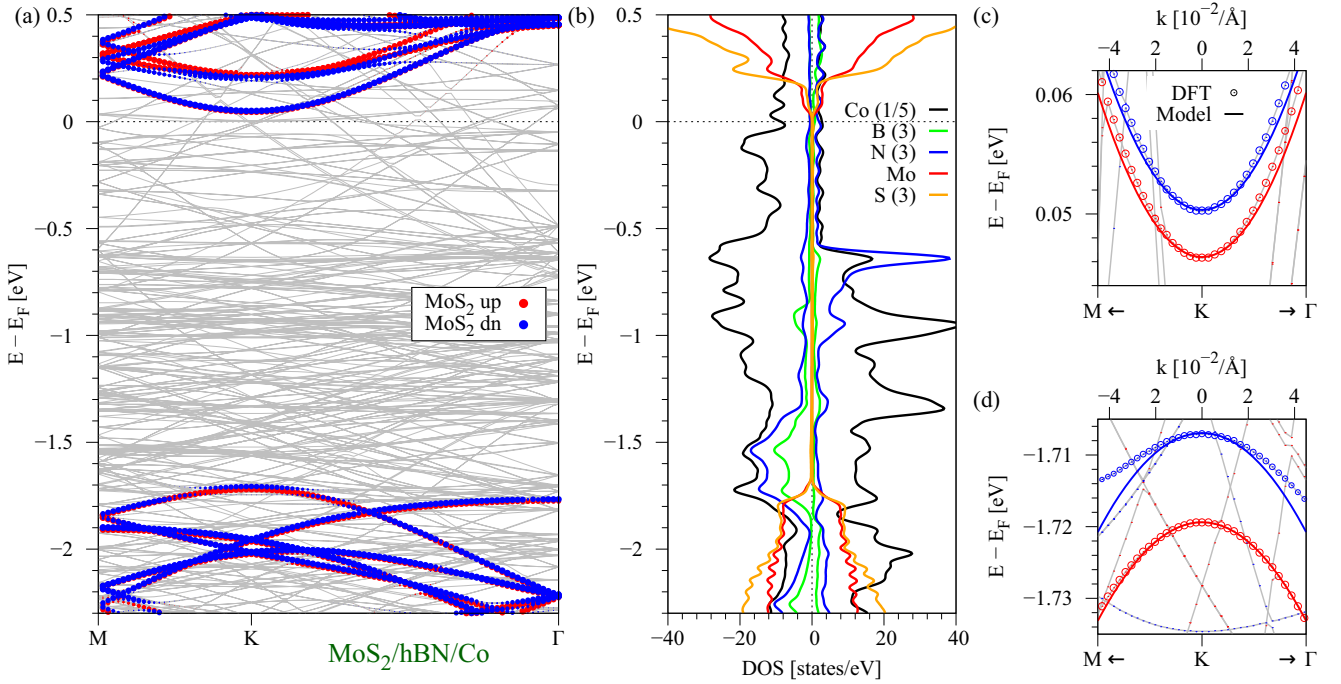 (a)
E − E_F [eV]
0.5
0
−0.5
−1
−1.5
−2
MoS₂ up
MoS₂ dn
M
K
Γ
MoS₂/hBN/Co
(b)
E − E_F [eV]
0.5
0
−0.5
−1
−1.5
−2
Co (1/5)
B (3)
N (3)
Mo
S (3)
−40
−20
0
20
40
DOS [states/eV]
(c)
k [10⁻²/Å]
−4
2
0
2
4
E − E_F [eV]
0.06
0.05
DFT
Model
M ←
K
→ Γ
(d)
k [10⁻²/Å]
−4
2
0
2
4
E − E_F [eV]
−1.71
−1.72
−1.73
M ←
K
→ Γ